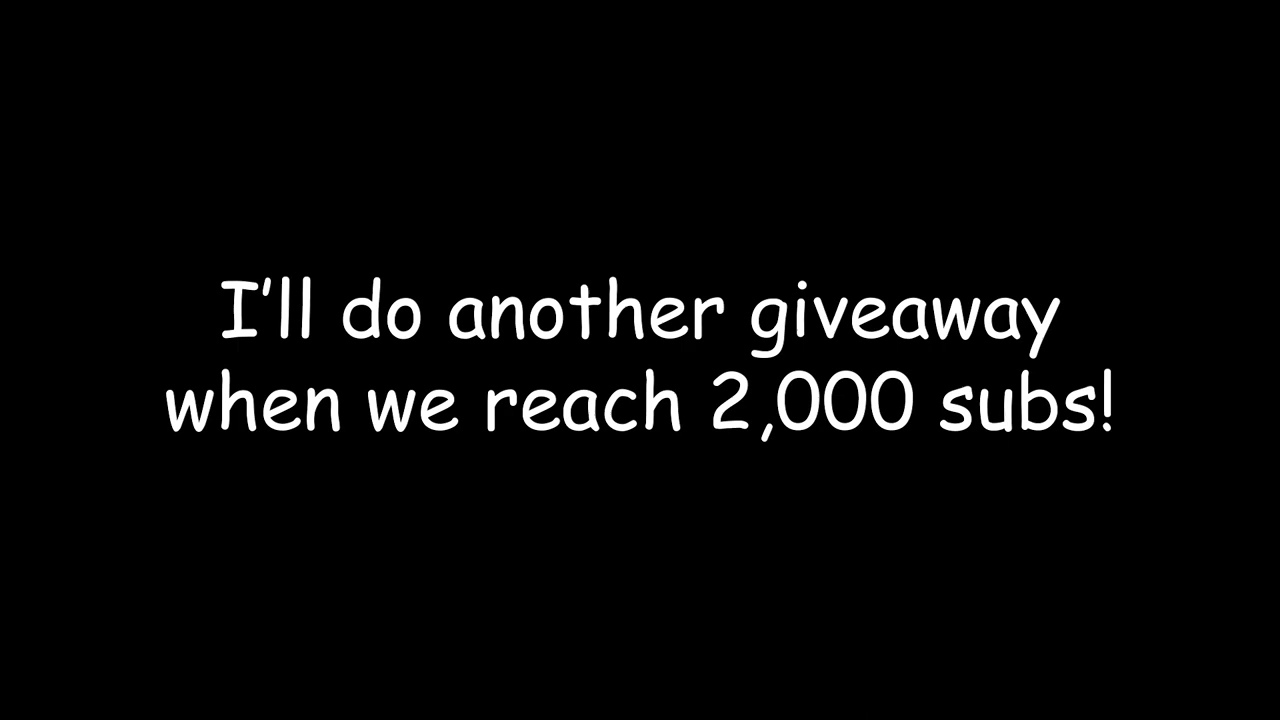 I’ll do another giveaway
when we reach 2,000 subs!